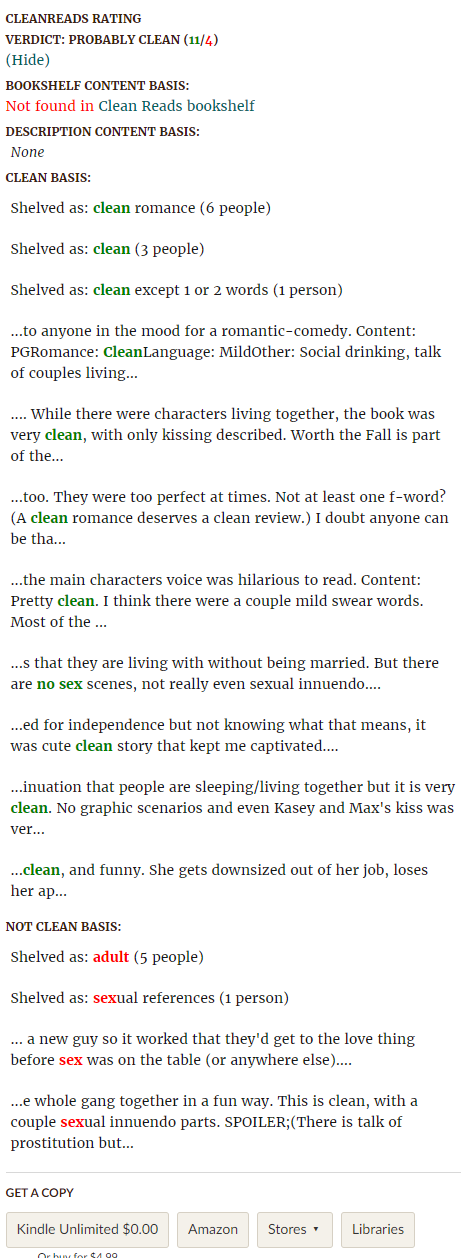 CLEANREADS RATING
VERDICT: PROBABLY CLEAN (11/4)
(Hide)
BOOKSHELF CONTENT BASIS:
Not found in Clean Reads bookshelf
DESCRIPTION CONTENT BASIS:
None
CLEAN BASIS:
Shelved as: clean romance (6 people)
Shelved as: clean (3 people)
Shelved as: clean except 1 or 2 words (1 person)
...to anyone in the mood for a romantic-comedy. Content:
PGRomance: CleanLanguage: MildOther: Social drinking, talk
of couples living...
.... While there were characters living together, the book was
very clean, with only kissing described. Worth the Fall is part
of the...
...too. They were too perfect at times. Not at least one f-word?
(A clean romance deserves a clean review.) I doubt anyone can
be tha...
...the main characters voice was hilarious to read. Content:
Pretty clean. I think there were a couple mild swear words.
Most of the ...
...s that they are living with without being married. But there
are no sex scenes, not really even sexual innuendo....
...ed for independence but not knowing what that means, it
was cute clean story that kept me captivated....
...inuation that people are sleeping/living together but it is very
clean. No graphic scenarios and even Kasey and Max's kiss was
ver...
...clean, and funny. She gets downsized out of her job, loses
her ap...
NOT CLEAN BASIS:
Shelved as: adult (5 people)
Shelved as: sexual references (1 person)
... a new guy so it worked that they'd get to the love thing
before sex was on the table (or anywhere else)....
...e whole gang together in a fun way. This is clean, with a
couple sexual innuendo parts. SPOILER;(There is talk of
prostitution but...
GET A COPY
Kindle Unlimited $0.00 Amazon Stores ▼ Libraries
Or buy for $4.99